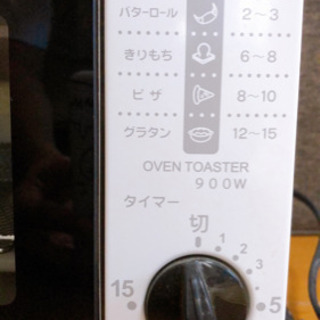 バターロール 2～3
きりもち 6～8
ピザ 8～10
グラタン 12～15
OVEN TOASTER
900W
タイマー
切
1
2
3
15
5